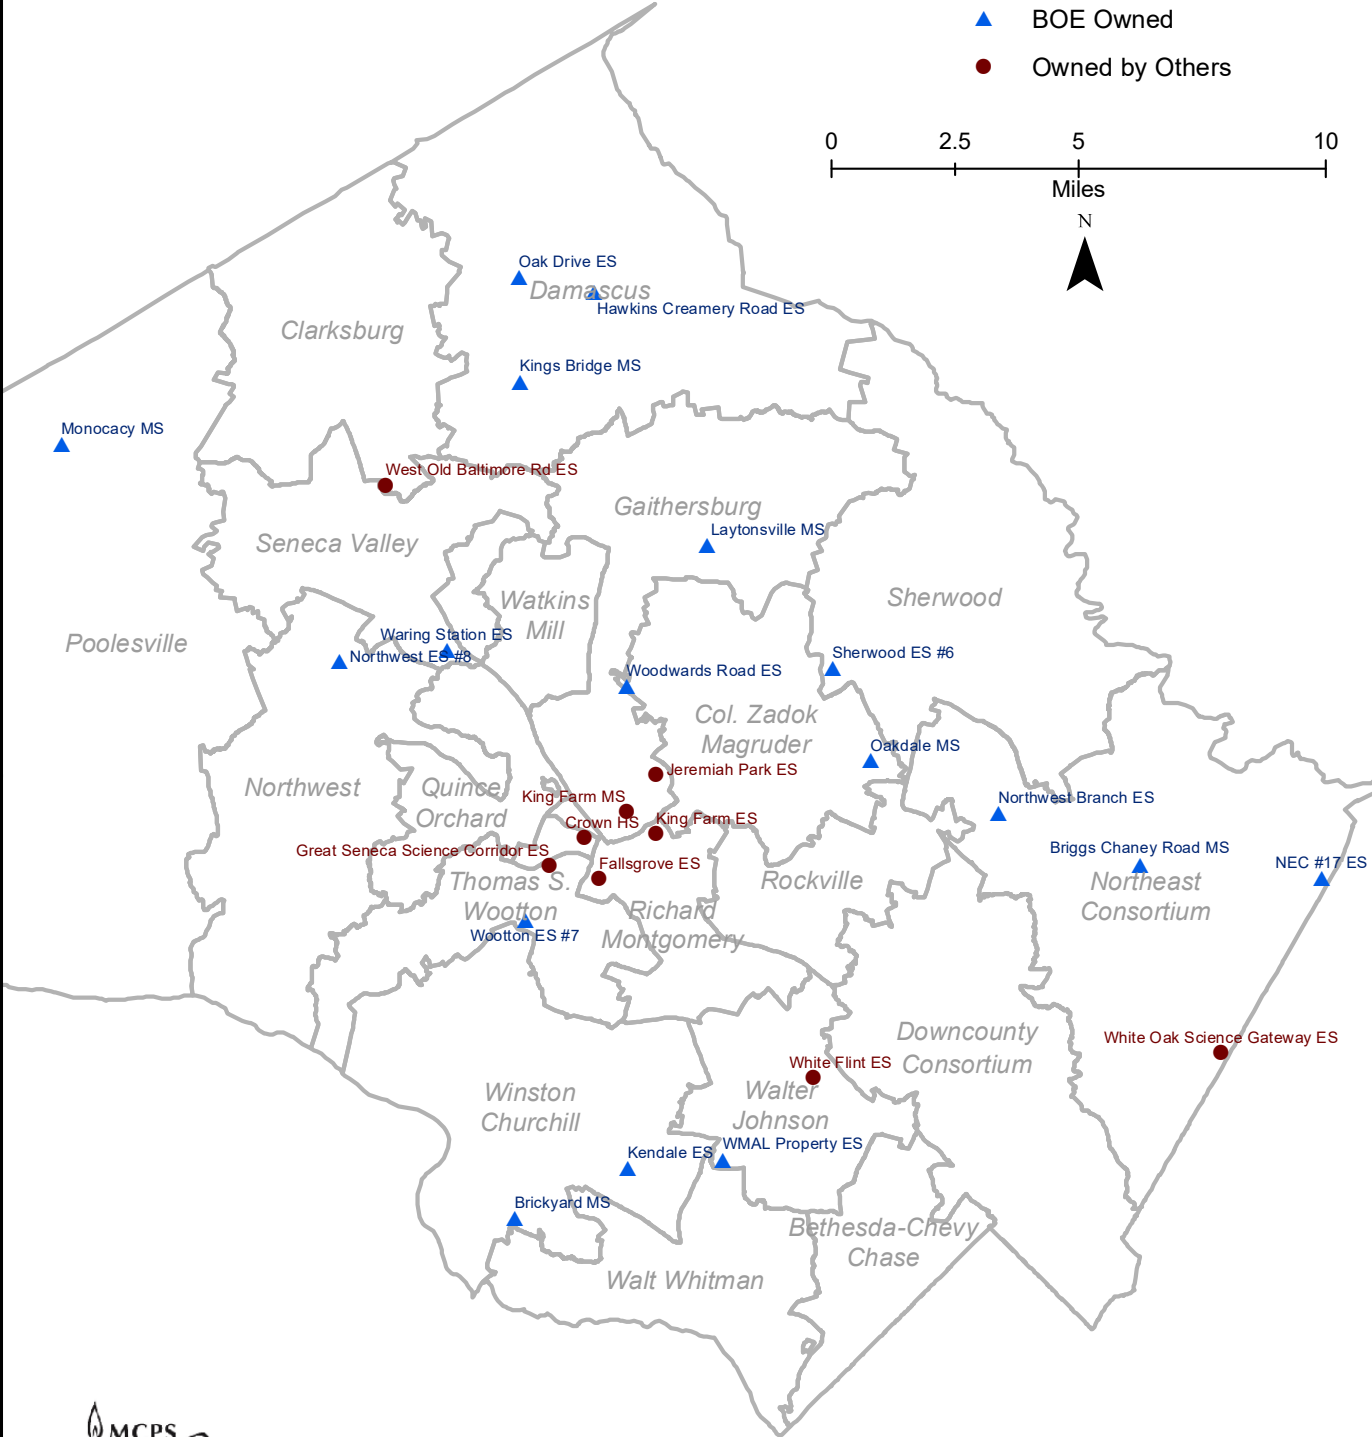 BOE Owned
Owned by Others
0 2.5 5 10
Miles
N
Oak Drive ES
Damascus
Hawkins Creamery Road ES
Clarksburg
Kings Bridge MS
Monocacy MS
West Old Baltimore Rd ES
Gaithersburg
Laytonsville MS
Seneca Valley
Watkins
Mill
Sherwood
Poolesville
Waring Station ES
Northwest ES #8
Sherwood ES #6
Woodwards Road ES
Col. Zadok
Magruder
Oakdale MS
Jeremiah Park ES
Northwest
Quince
Orchard
King Farm MS
Northwest Branch ES
Crown HS
King Farm ES
Great Seneca Science Corridor ES
Fallsgrove ES
Briggs Chaney Road MS
NEC #17 ES
Thomas S.
Wootton
Rockville
Northeast
Consortium
Richard
Montgomery
Wootton ES #7
Downcounty
Consortium
White Oak Science Gateway ES
White Flint ES
Winston
Churchill
Walter
Johnson
Kendale ES
WMAL Property ES
Brickyard MS
Bethesda-Chevy
Chase
Walt Whitman
MCPS